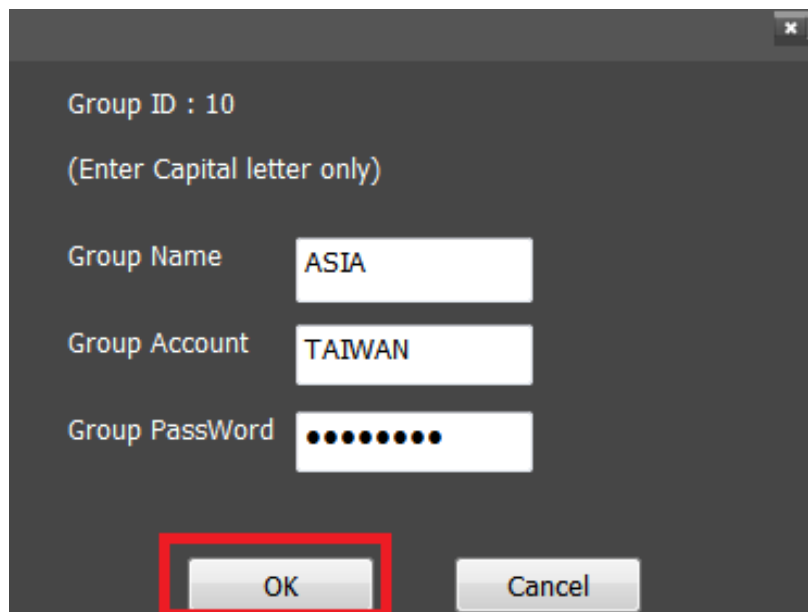 Group ID : 10
(Enter Capital letter only)
Group Name ASIA
Group Account TAIWAN
Group PassWord ●●●●●●●●
OK Cancel